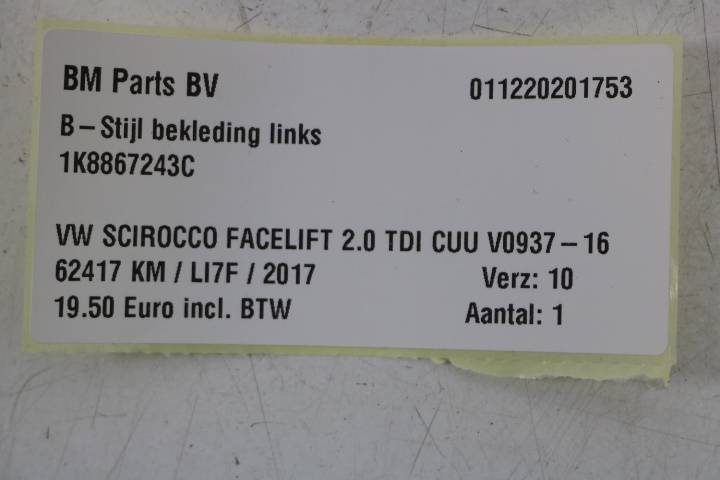 BM Parts BV 011220201753
B-Stijl bekleding links
1K8867243C
VW SCIROCCO FACELIFT 2.0 TDI CUU V0937-16
62417 KM / LI7F / 2017 Verz: 10
19.50 Euro incl. BTW Aantal: 1